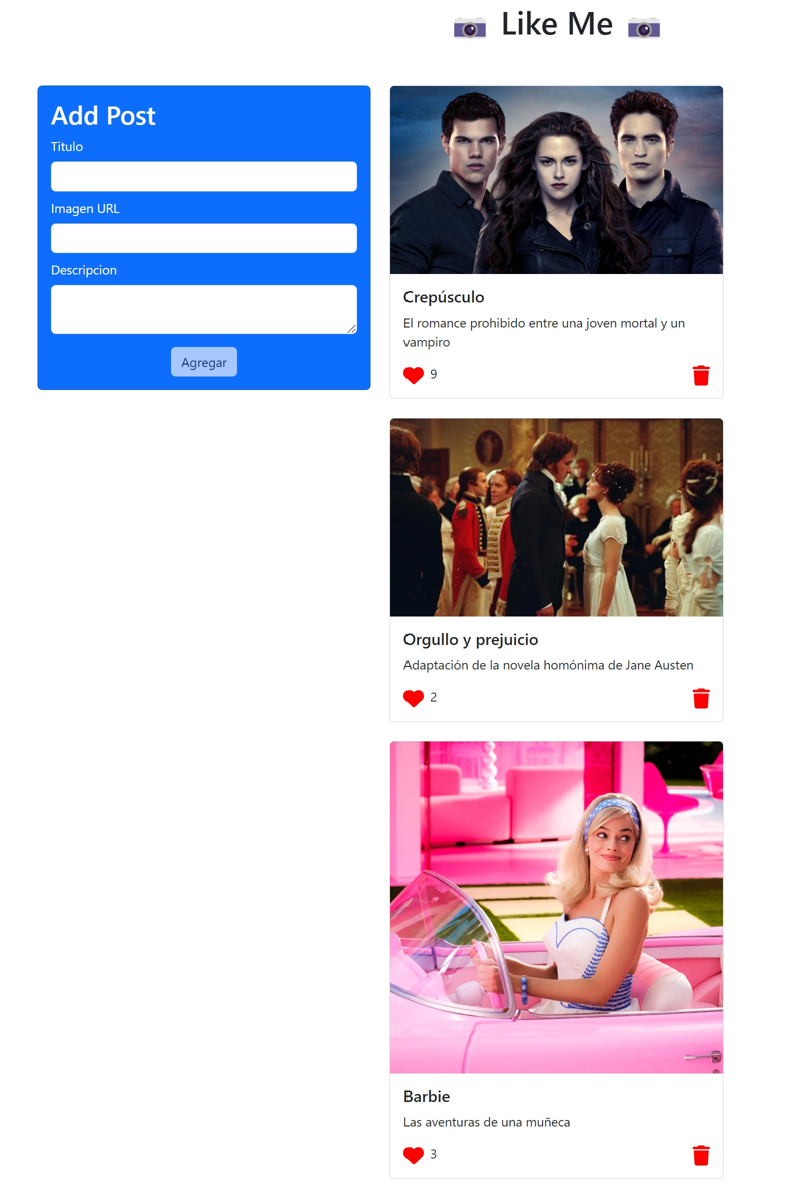 Like Me
Add Post
Titulo
Imagen URL
Descripcion
Agregar
Crepúsculo
El romance prohibido entre una joven mortal y un
vampiro
9
Orgullo y prejuicio
Adaptación de la novela homónima de Jane Austen
2
Barbie
Las aventuras de una muñeca
3